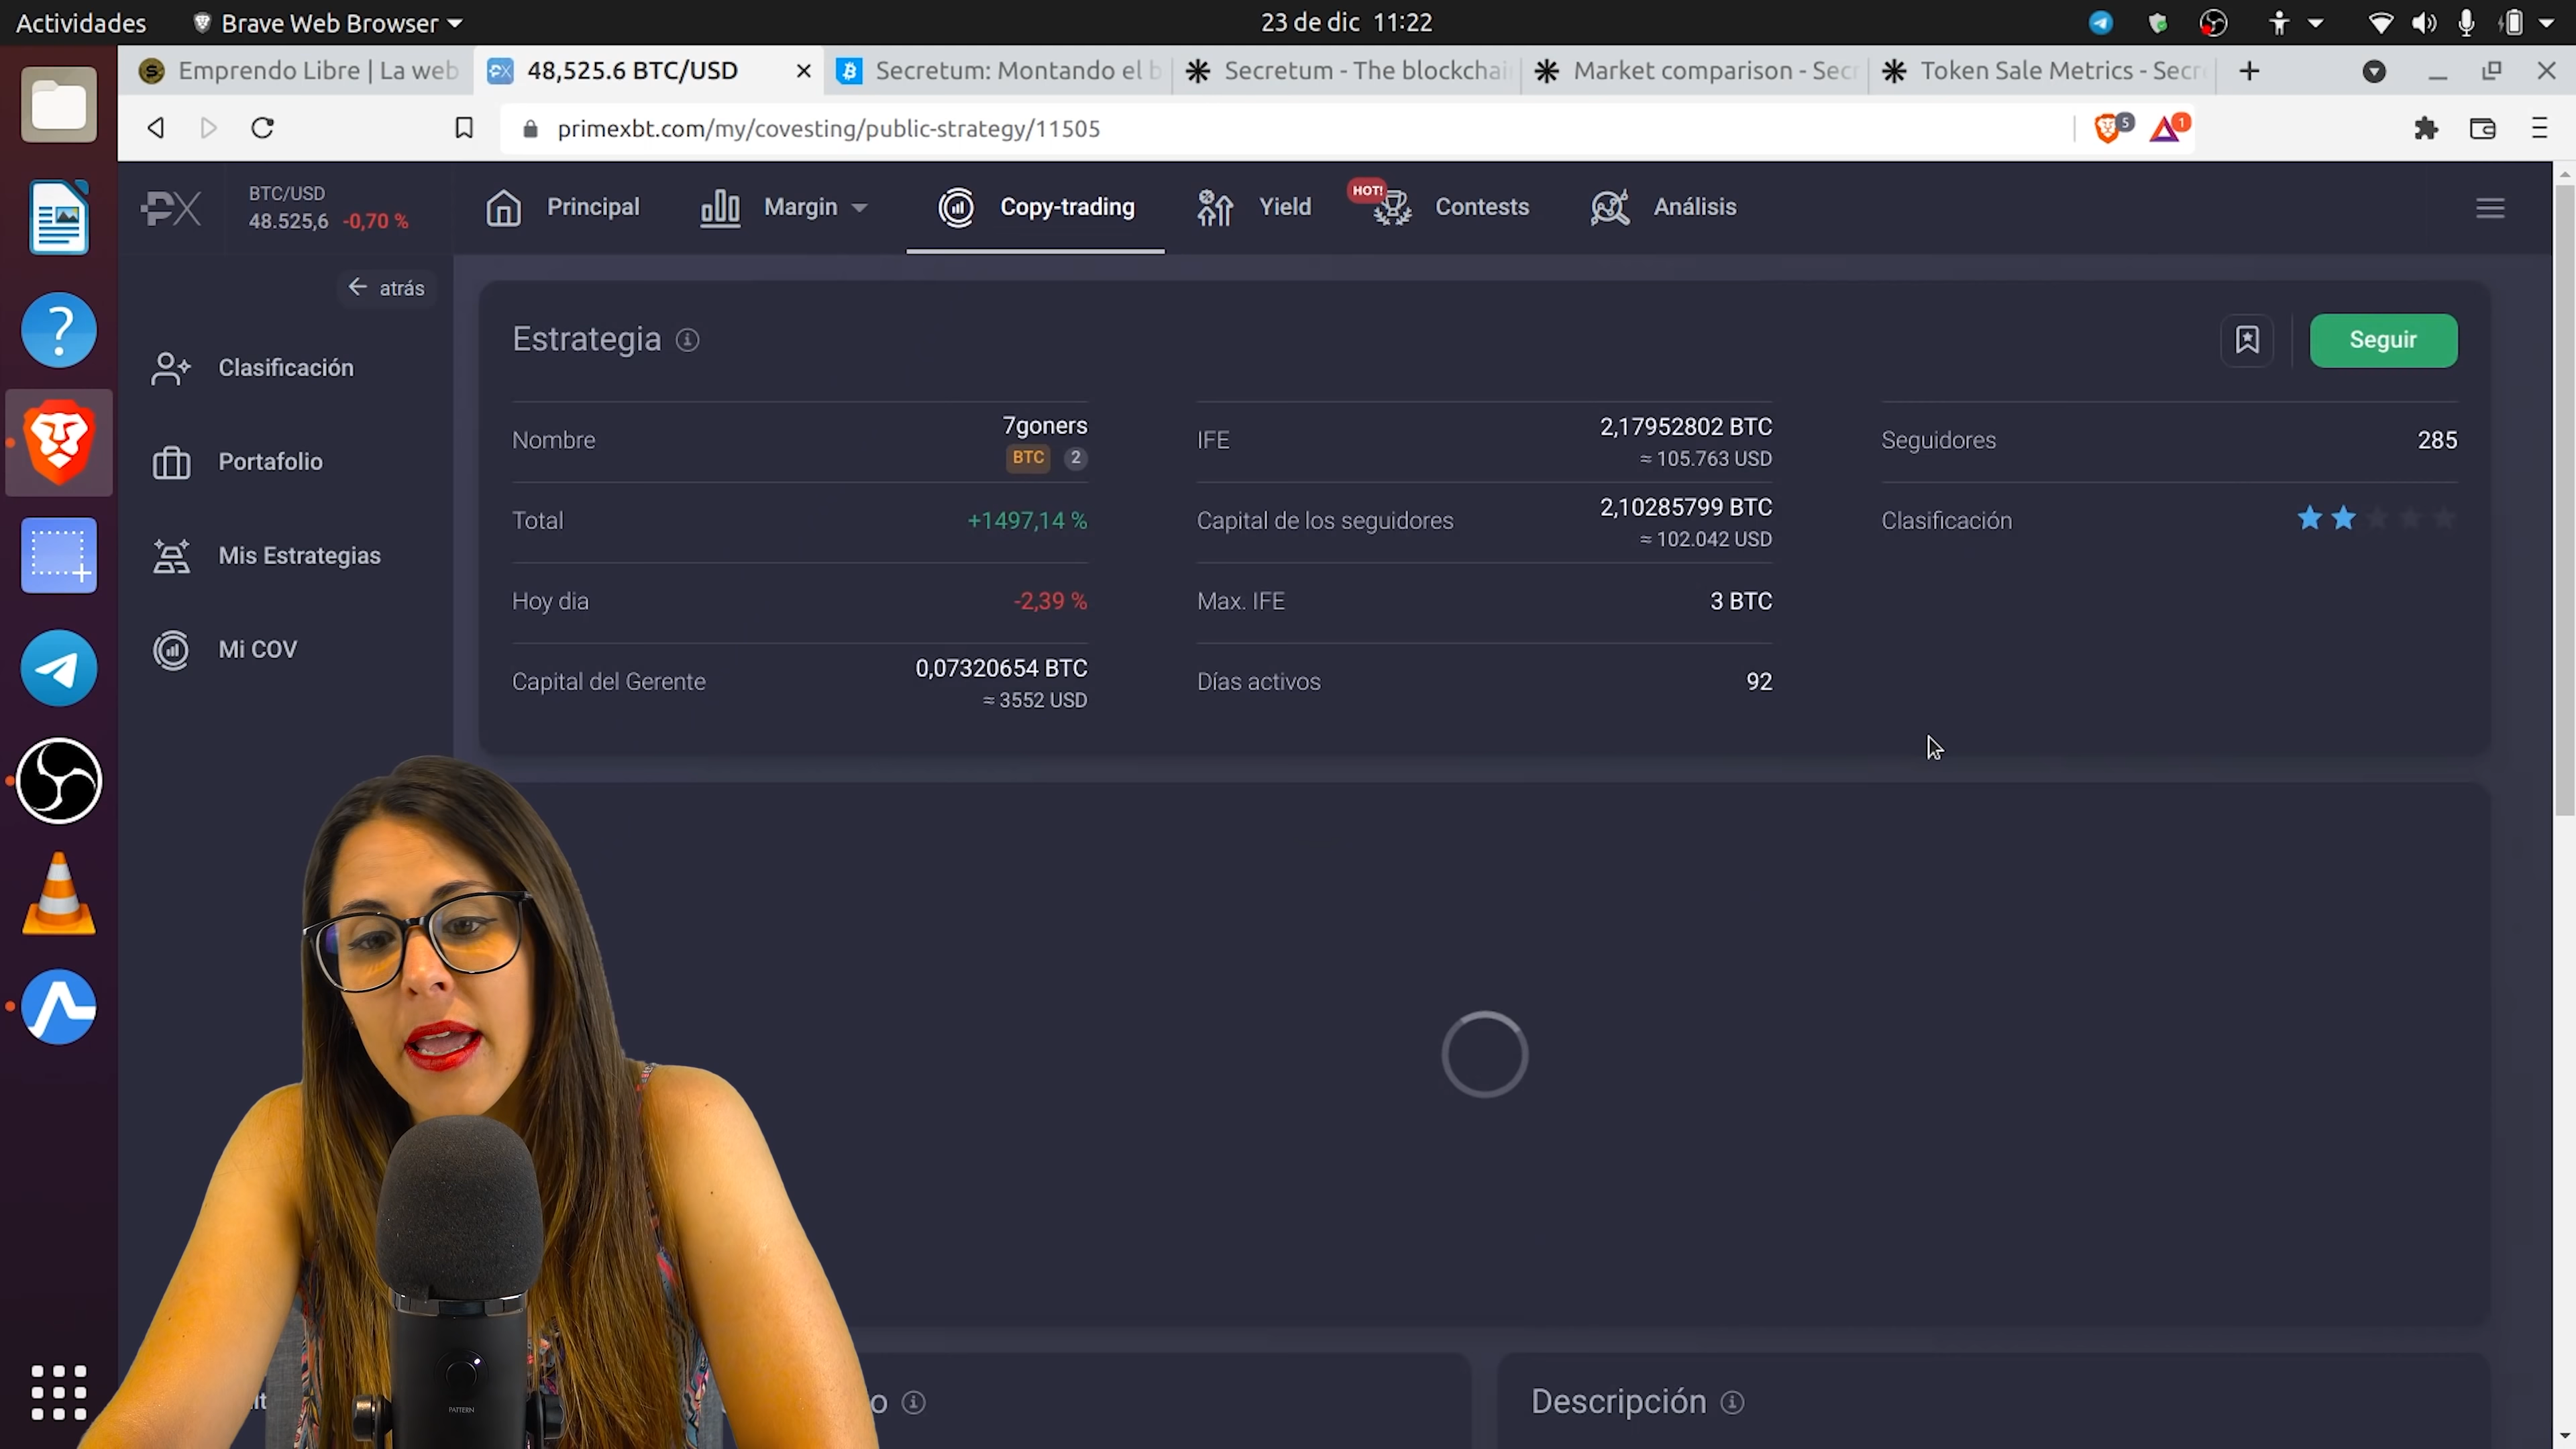 Actividades
Brave Web Browser
23 de dic 11:22
Emprendo Libre | La web
48,525.6 BTC/USD
Secretum: Montando el b
Secretum - The blockchai
Market comparison - Secr
Token Sale Metrics - Secr
primexbt.com/my/covesting/public-strategy/11505
5
1
PX
BTC/USD
48.525,6 -0,70 %
Principal
Margin
Copy-trading
Yield
HOT!
Contests
Análisis
atrás
Clasificación
Portafolio
Mis Estrategias
Mi COV
Estrategia
Seguir
Nombre
7goners
BTC 2
Total
+1497,14 %
Hoy dia
-2,39 %
Capital del Gerente
0,07320654 BTC
≈ 3552 USD
IFE
2,17952802 BTC
≈ 105.763 USD
Capital de los seguidores
2,10285799 BTC
≈ 102.042 USD
Max. IFE
3 BTC
Días activos
92
Seguidores
285
Clasificación
Descripción
PATTERN